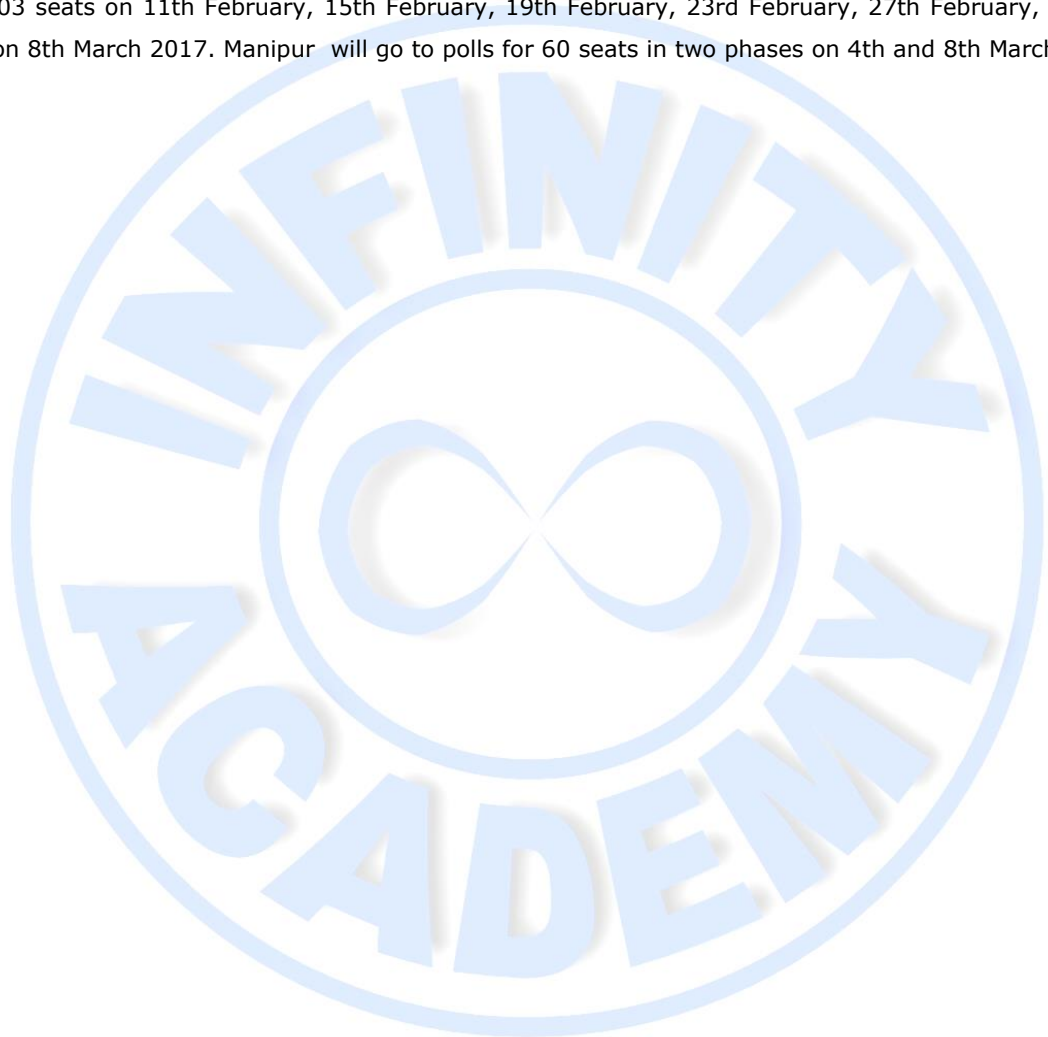 03 seats on 11th February, 15th February, 19th February, 23rd February, 27th February,
on 8th March 2017. Manipur will go to polls for 60 seats in two phases on 4th and 8th March
INFINITY
ACADEMY